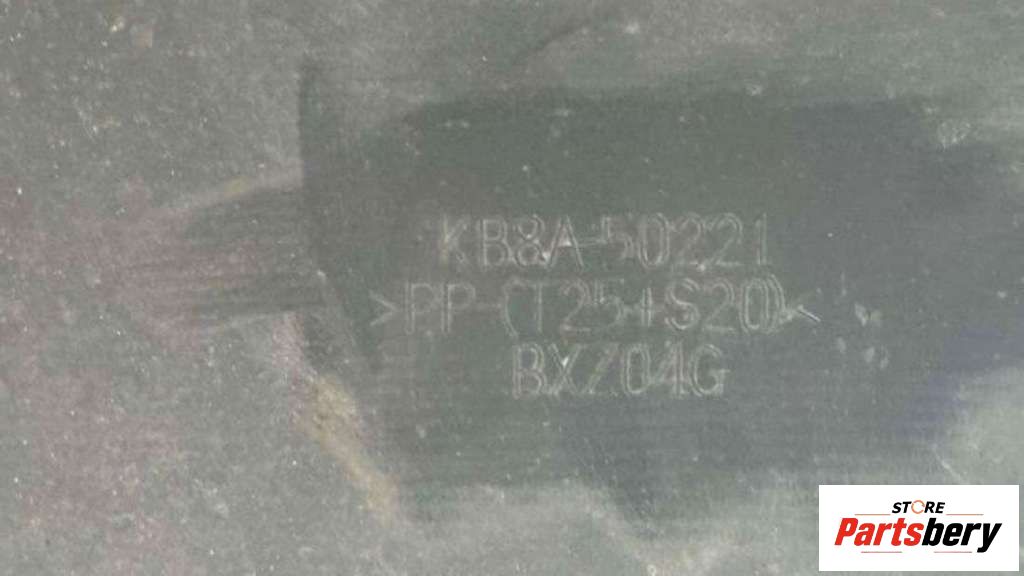 KB8A-50221
>PP-(T25+S20)<
BXZ04G
STORE
Partsbery